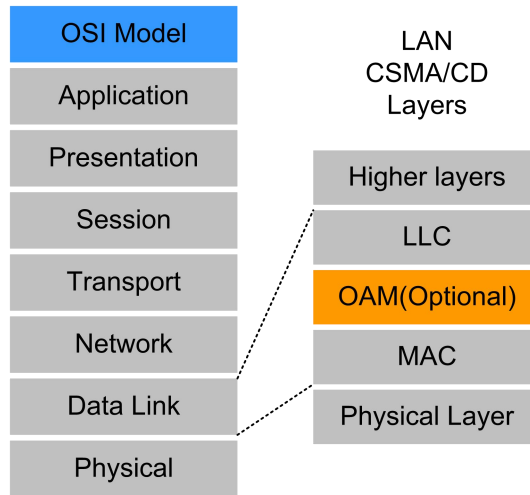 OSI Model
Application
Presentation
Session
Transport
Network
Data Link
Physical
LAN
CSMA/CD
Layers
Higher layers
LLC
OAM(Optional)
MAC
Physical Layer